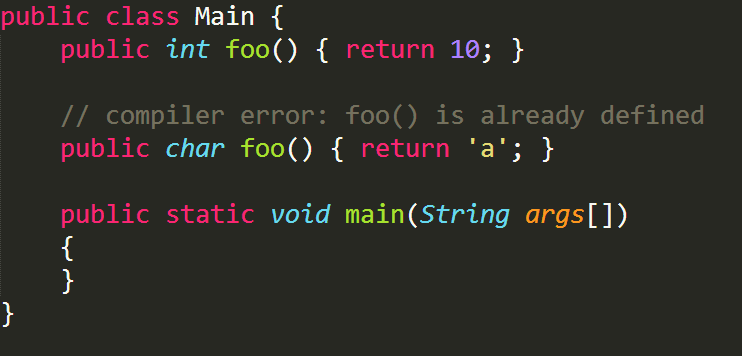 public class Main {
    public int foo() { return 10; }

    // compiler error: foo() is already defined
    public char foo() { return 'a'; }

    public static void main(String args[])
    {
    }
}